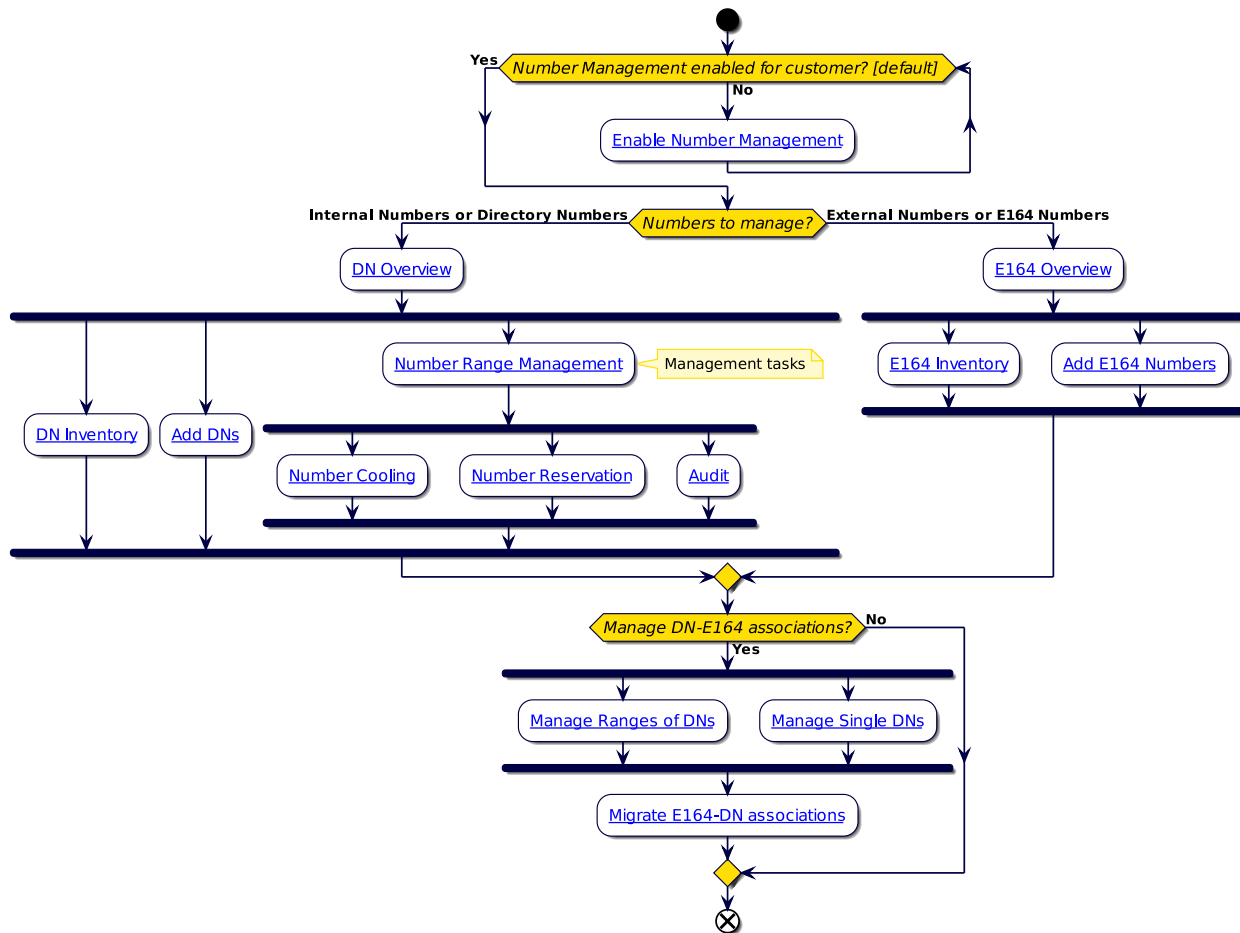 Yes
Number Management enabled for customer? [default]
No
Enable Number Management
Internal Numbers or Directory Numbers
Numbers to manage?
External Numbers or E164 Numbers
DN Overview
E164 Overview
Number Range Management
Management tasks
E164 Inventory
Add E164 Numbers
DN Inventory
Add DNs
Number Cooling
Number Reservation
Audit
Manage DN-E164 associations?
No
Yes
Manage Ranges of DNs
Manage Single DNs
Migrate E164-DN associations